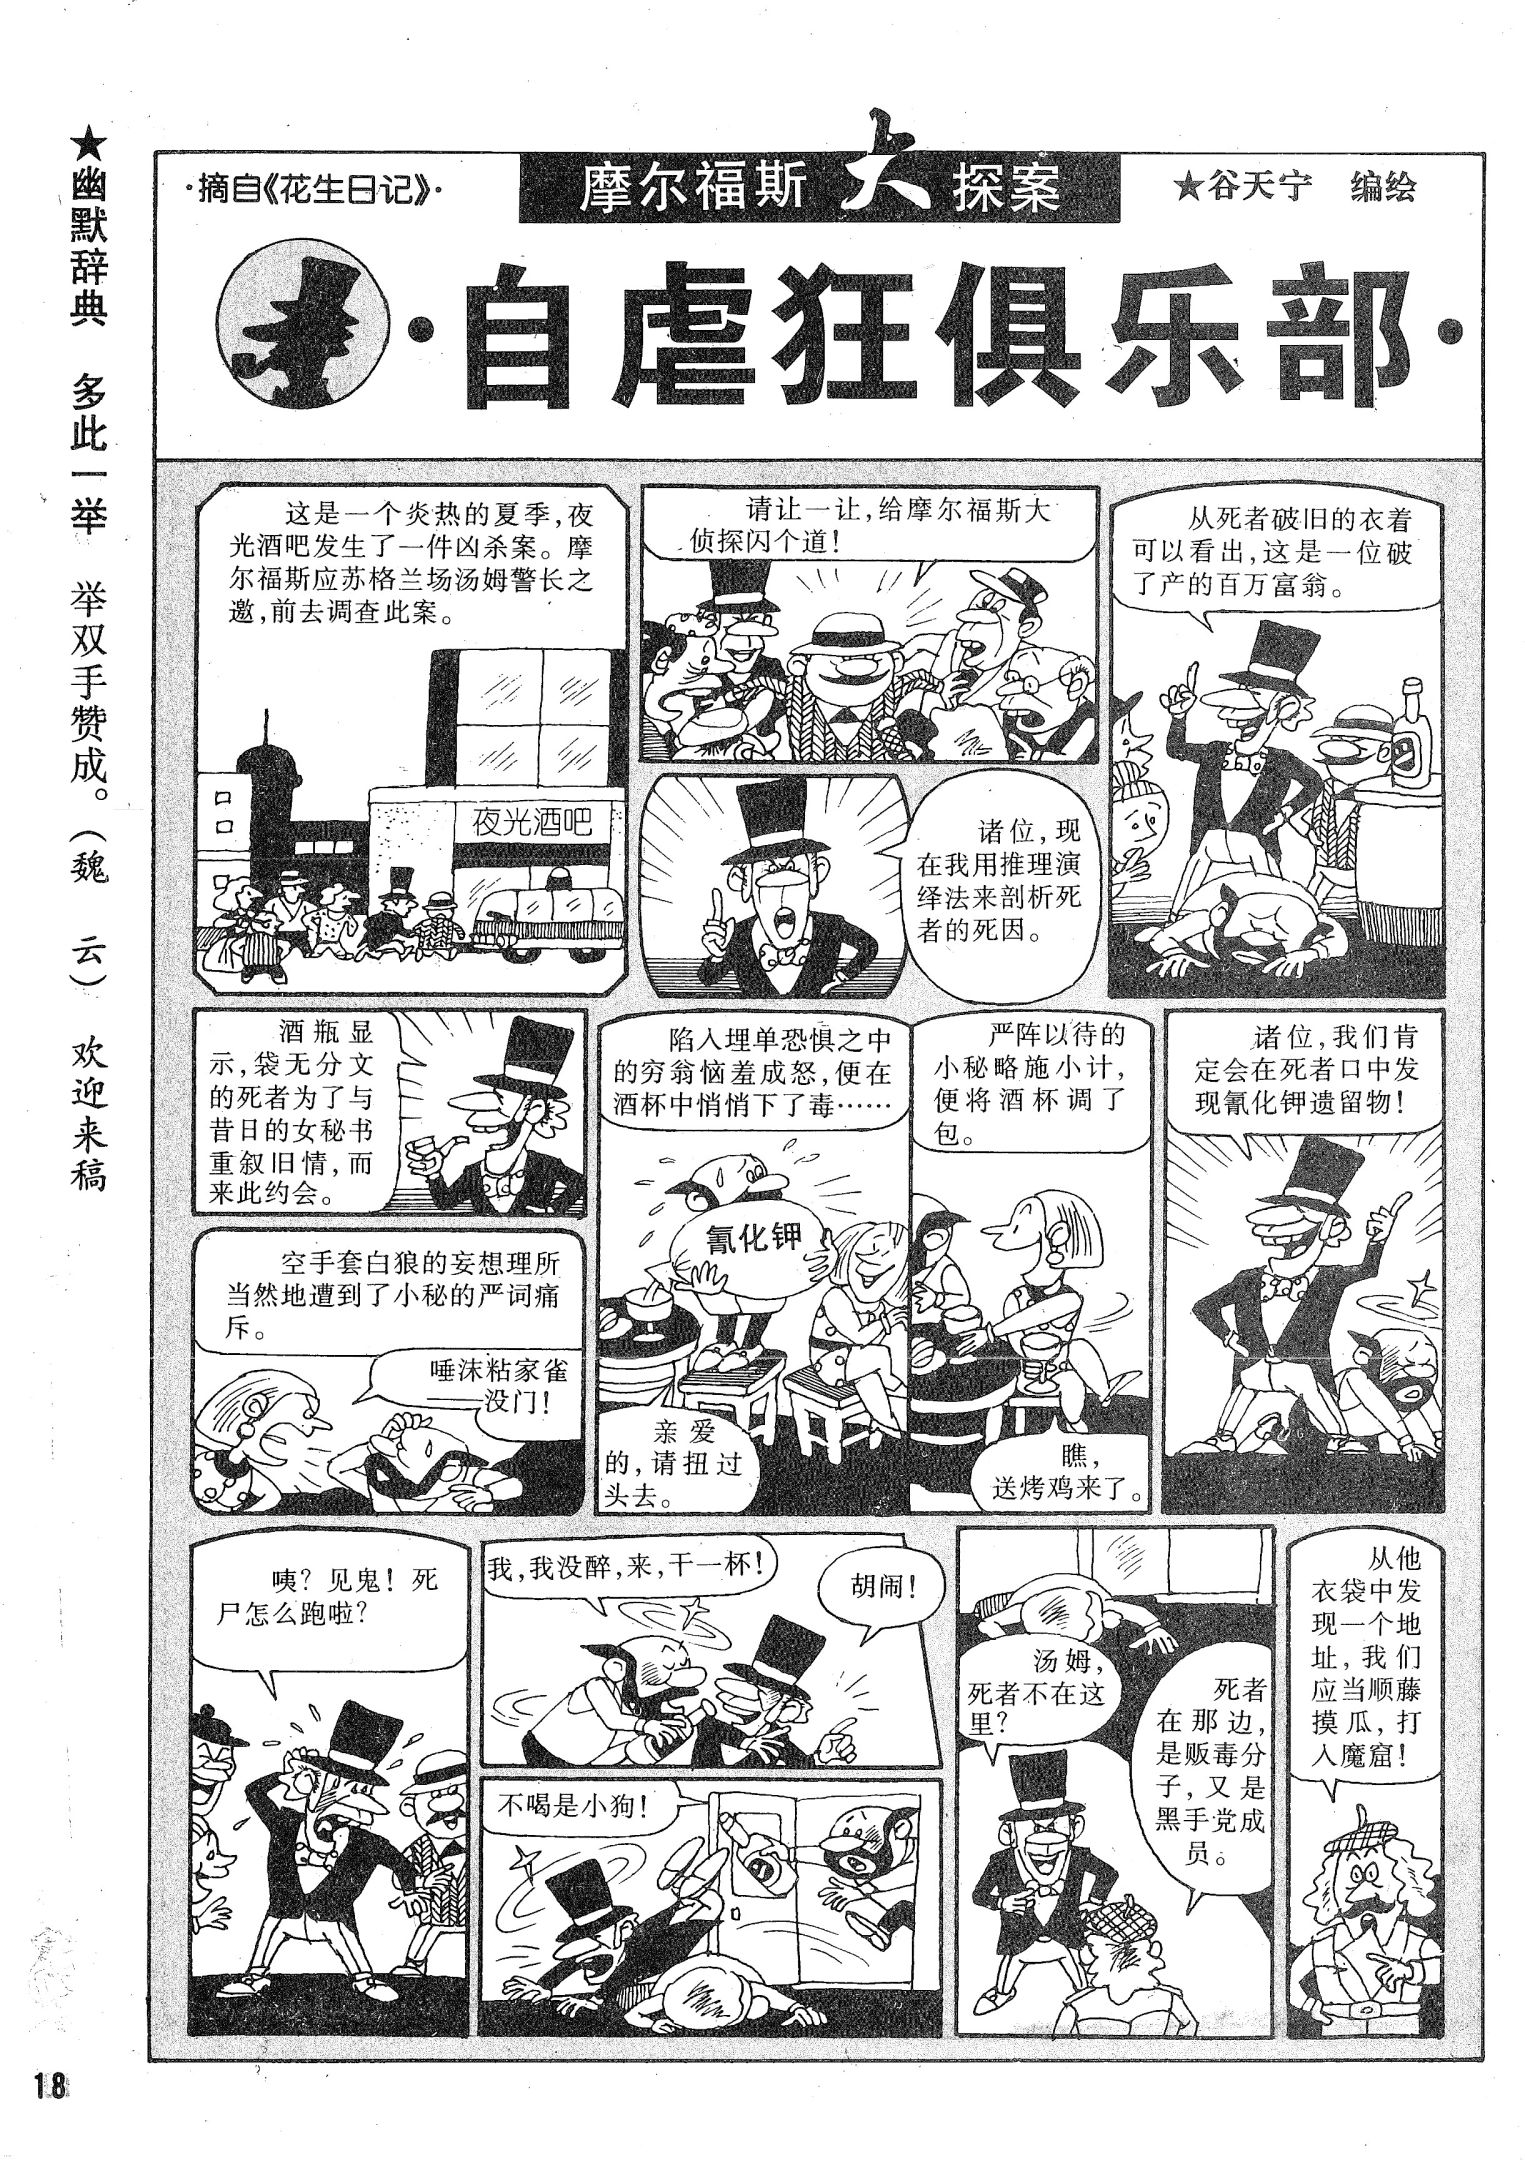 ★幽默辞典 多此一举 举双手赞成。(魏 云) 欢迎来稿
·摘自《花生日记》·
摩尔福斯大探案
★谷天宁 编绘
·自虐狂俱乐部·
这是一个炎热的夏季,夜
光酒吧发生了一件凶杀案。摩
尔福斯应苏格兰场汤姆警长之
邀,前去调查此案。
夜光酒吧
请让一让,给摩尔福斯大
侦探闪个道!
诸位,现
在我用推理演
绎法来剖析死
者的死因。
从死者破旧的衣着
可以看出,这是一位破
了产的百万富翁。
酒瓶显
示,袋无分文
的死者为了与
昔日的女秘书
重叙旧情,而
来此约会。
空手套白狼的妄想理所
当然地遭到了小秘的严词痛
斥。
唾沫粘家雀
——没门!
陷入埋单恐惧之中
的穷翁恼羞成怒,便在
酒杯中悄悄下了毒……
氰化钾
亲爱
的,请扭过
头去。
严阵以待的
小秘略施小计,
便将酒杯调了
包。
瞧,
送烤鸡来了。
诸位,我们肯
定会在死者口中发
现氰化钾遗留物!
咦?见鬼!死
尸怎么跑啦?
我,我没醉,来,干一杯!
胡闹!
不喝是小狗!
汤姆,
死者不在这
里?
死者
在那边,
是贩毒分
子,又是
黑手党成
员。
从他
衣袋中发
现一个地
址,我们
应当顺藤
摸瓜,打
入魔窟!
18